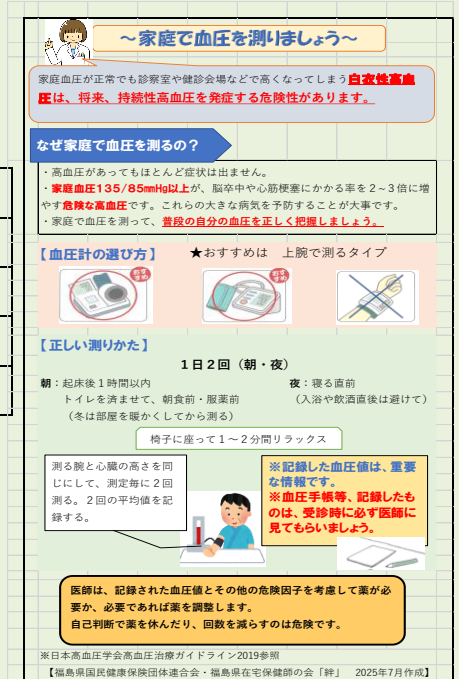 ～家庭で血圧を測りましょう～
家庭血圧が正常でも診察室や健診会場などで高くなってしまう白衣性高血
圧は、将来、持続性高血圧を発症する危険性があります。
なぜ家庭で血圧を測るの？
・高血圧があってもほとんど症状は出ません。
・家庭血圧135/85mmHg以上が、脳卒中や心筋梗塞にかかる率を２～３倍に増
やす危険な高血圧です。これらの大きな病気を予防することが大事です。
・家庭で血圧を測って、普段の自分の血圧を正しく把握しましょう。
【血圧計の選び方】 ★おすすめは 上腕で測るタイプ
おすすめ おすすめ
【正しい測りかた】
１日２回（朝・夜）
朝：起床後１時間以内 夜：寝る直前
トイレを済ませて、朝食前・服薬前 （入浴や飲酒直後は避けて）
（冬は部屋を暖かくしてから測る）
椅子に座って１～２分間リラックス
測る腕と心臓の高さを同
じにして、測定毎に２回
測る。２回の平均値を記
録する。
※記録した血圧値は、重要
な情報です。
※血圧手帳等、記録したも
のは、受診時に必ず医師に
見てもらいましょう。
医師は、記録された血圧値とその他の危険因子を考慮して薬が必
要か、必要であれば薬を調整します。
自己判断で薬を休んだり、回数を減らすのは危険です。
※日本高血圧学会高血圧治療ガイドライン2019参照
【福島県国民健康保険団体連合会・福島県在宅保健師の会「絆」 2025年7月作成】